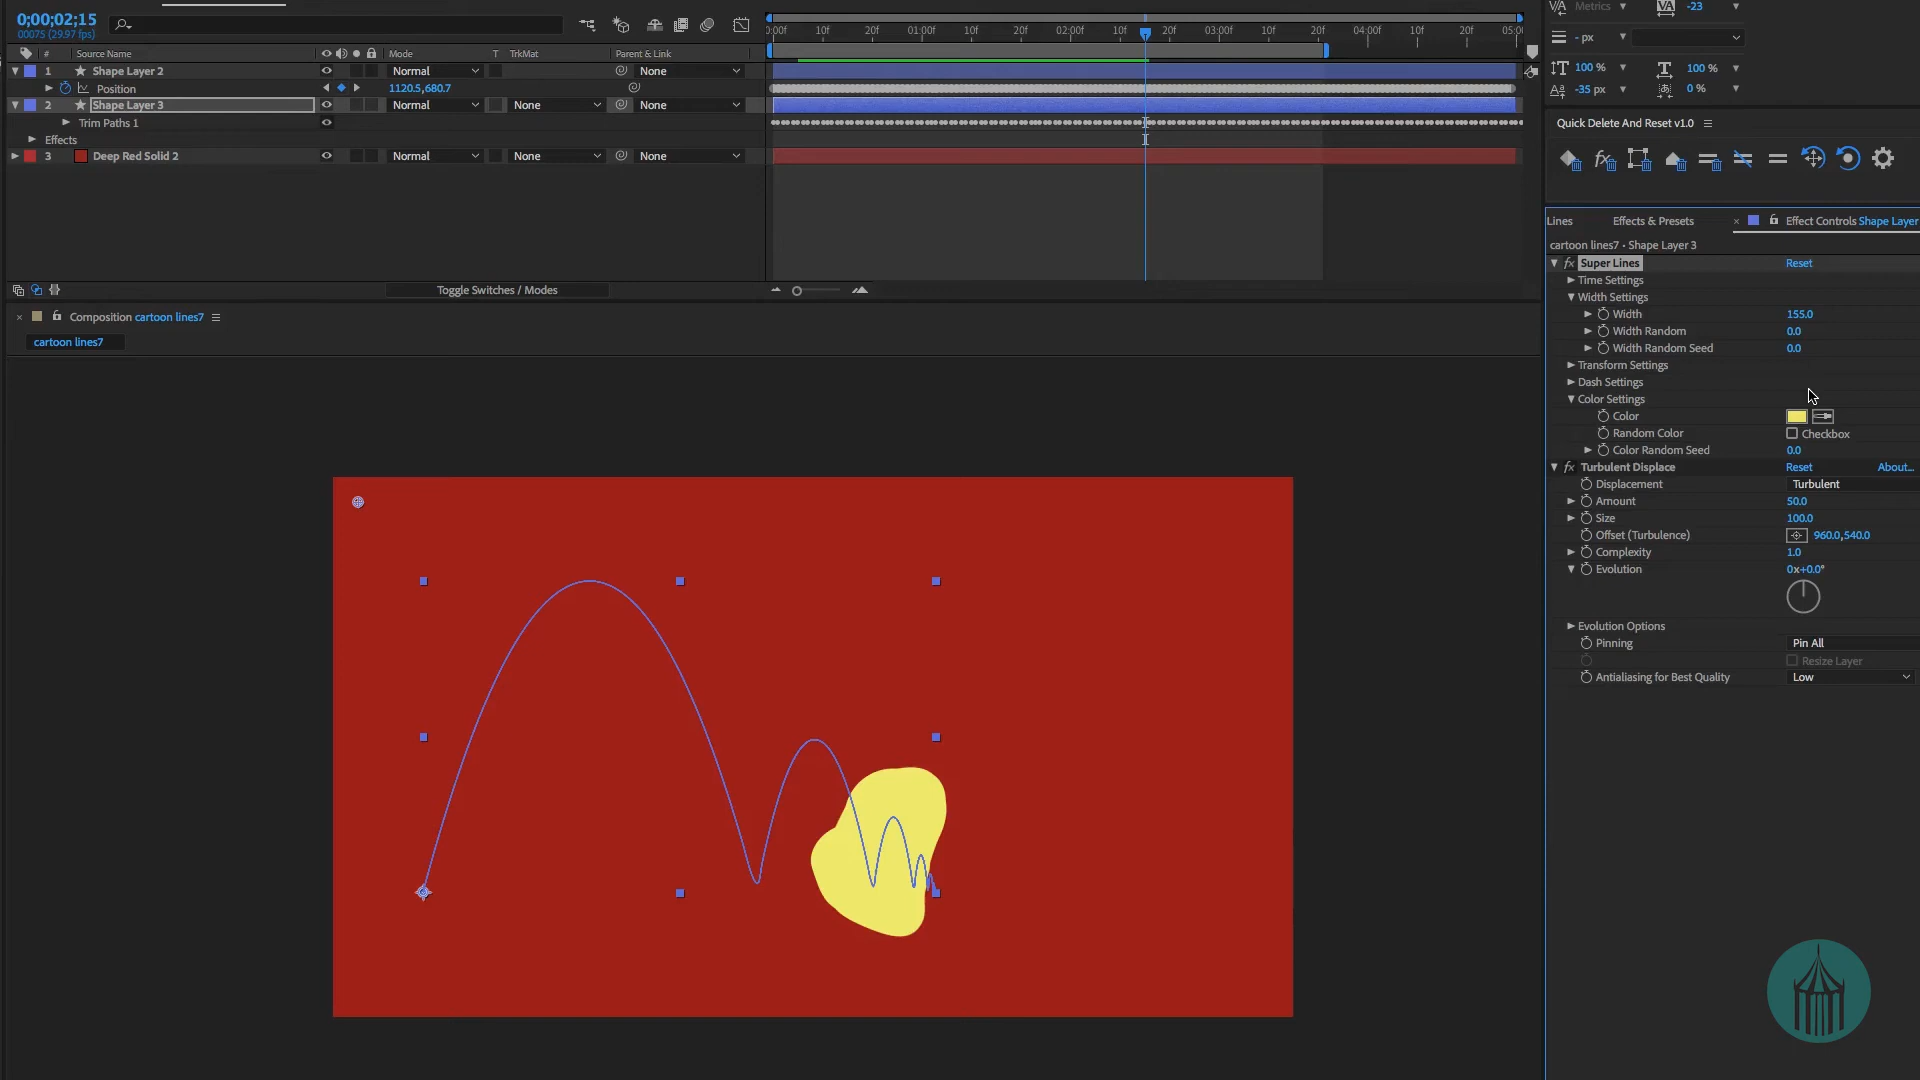 0;00;02;15
00075 (29.97 fps)
# Source Name Mode T TrkMat Parent & Link
1 Shape Layer 2 Normal None
Position 1120.5,680.7
2 Shape Layer 3 Normal None None
Trim Paths 1
Effects
3 Deep Red Solid 2 Normal None None
0:00f 10f 20f 01:00f 10f 20f 02:00f 10f 20f 03:00f 10f 20f 04:00f 10f 20f 05:0
Toggle Switches / Modes
Composition cartoon lines7
cartoon lines7
Metrics -23
- px
100 % 100 %
-35 px 0 %
Quick Delete And Reset v1.0
Lines Effects & Presets Effect Controls Shape Layer
cartoon lines7 • Shape Layer 3
fx Super Lines Reset
Time Settings
Width Settings
Width 155.0
Width Random 0.0
Width Random Seed 0.0
Transform Settings
Dash Settings
Color Settings
Color
Random Color Checkbox
Color Random Seed 0.0
fx Turbulent Displace Reset About...
Displacement Turbulent
Amount 50.0
Size 100.0
Offset (Turbulence) 960.0,540.0
Complexity 1.0
Evolution 0x+0.0°
Evolution Options
Pinning Pin All
Resize Layer
Antialiasing for Best Quality Low